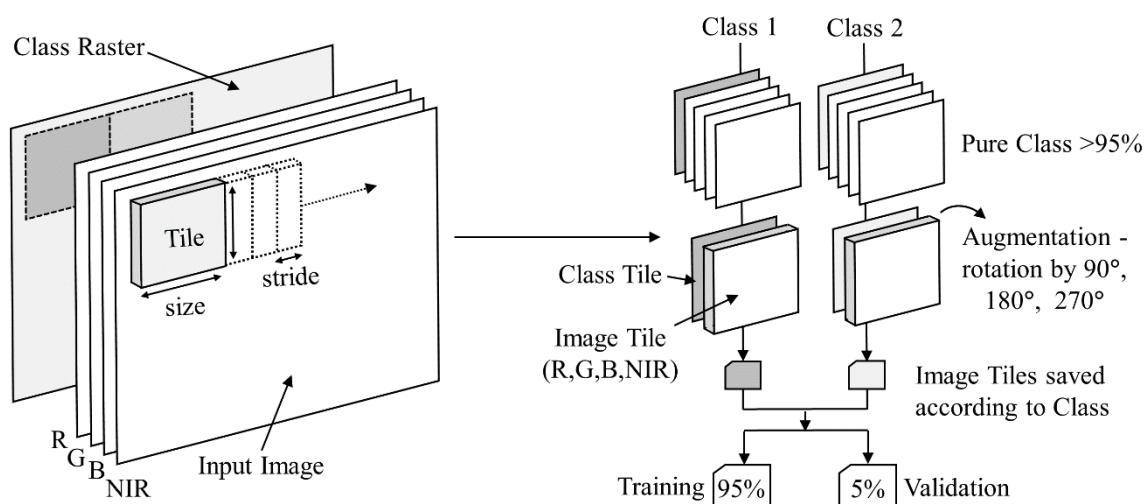 Class Raster
Tile
size
stride
R
G
B
NIR
Input Image
Class 1
Class 2
Pure Class >95%
Class Tile
Image Tile
(R,G,B,NIR)
Augmentation -
rotation by 90°,
180°, 270°
Image Tiles saved
according to Class
Training
95%
5%
Validation